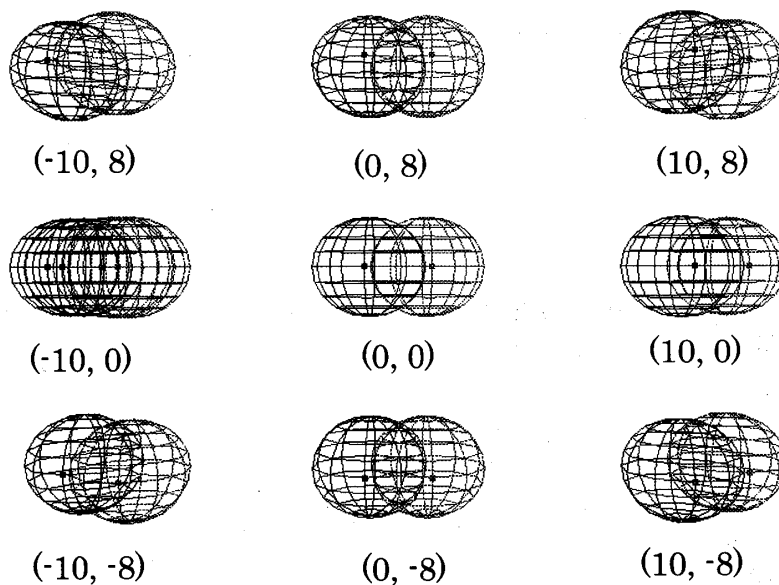 (-10, 8) (0, 8) (10, 8)
(-10, 0) (0, 0) (10, 0)
(-10, -8) (0, -8) (10, -8)